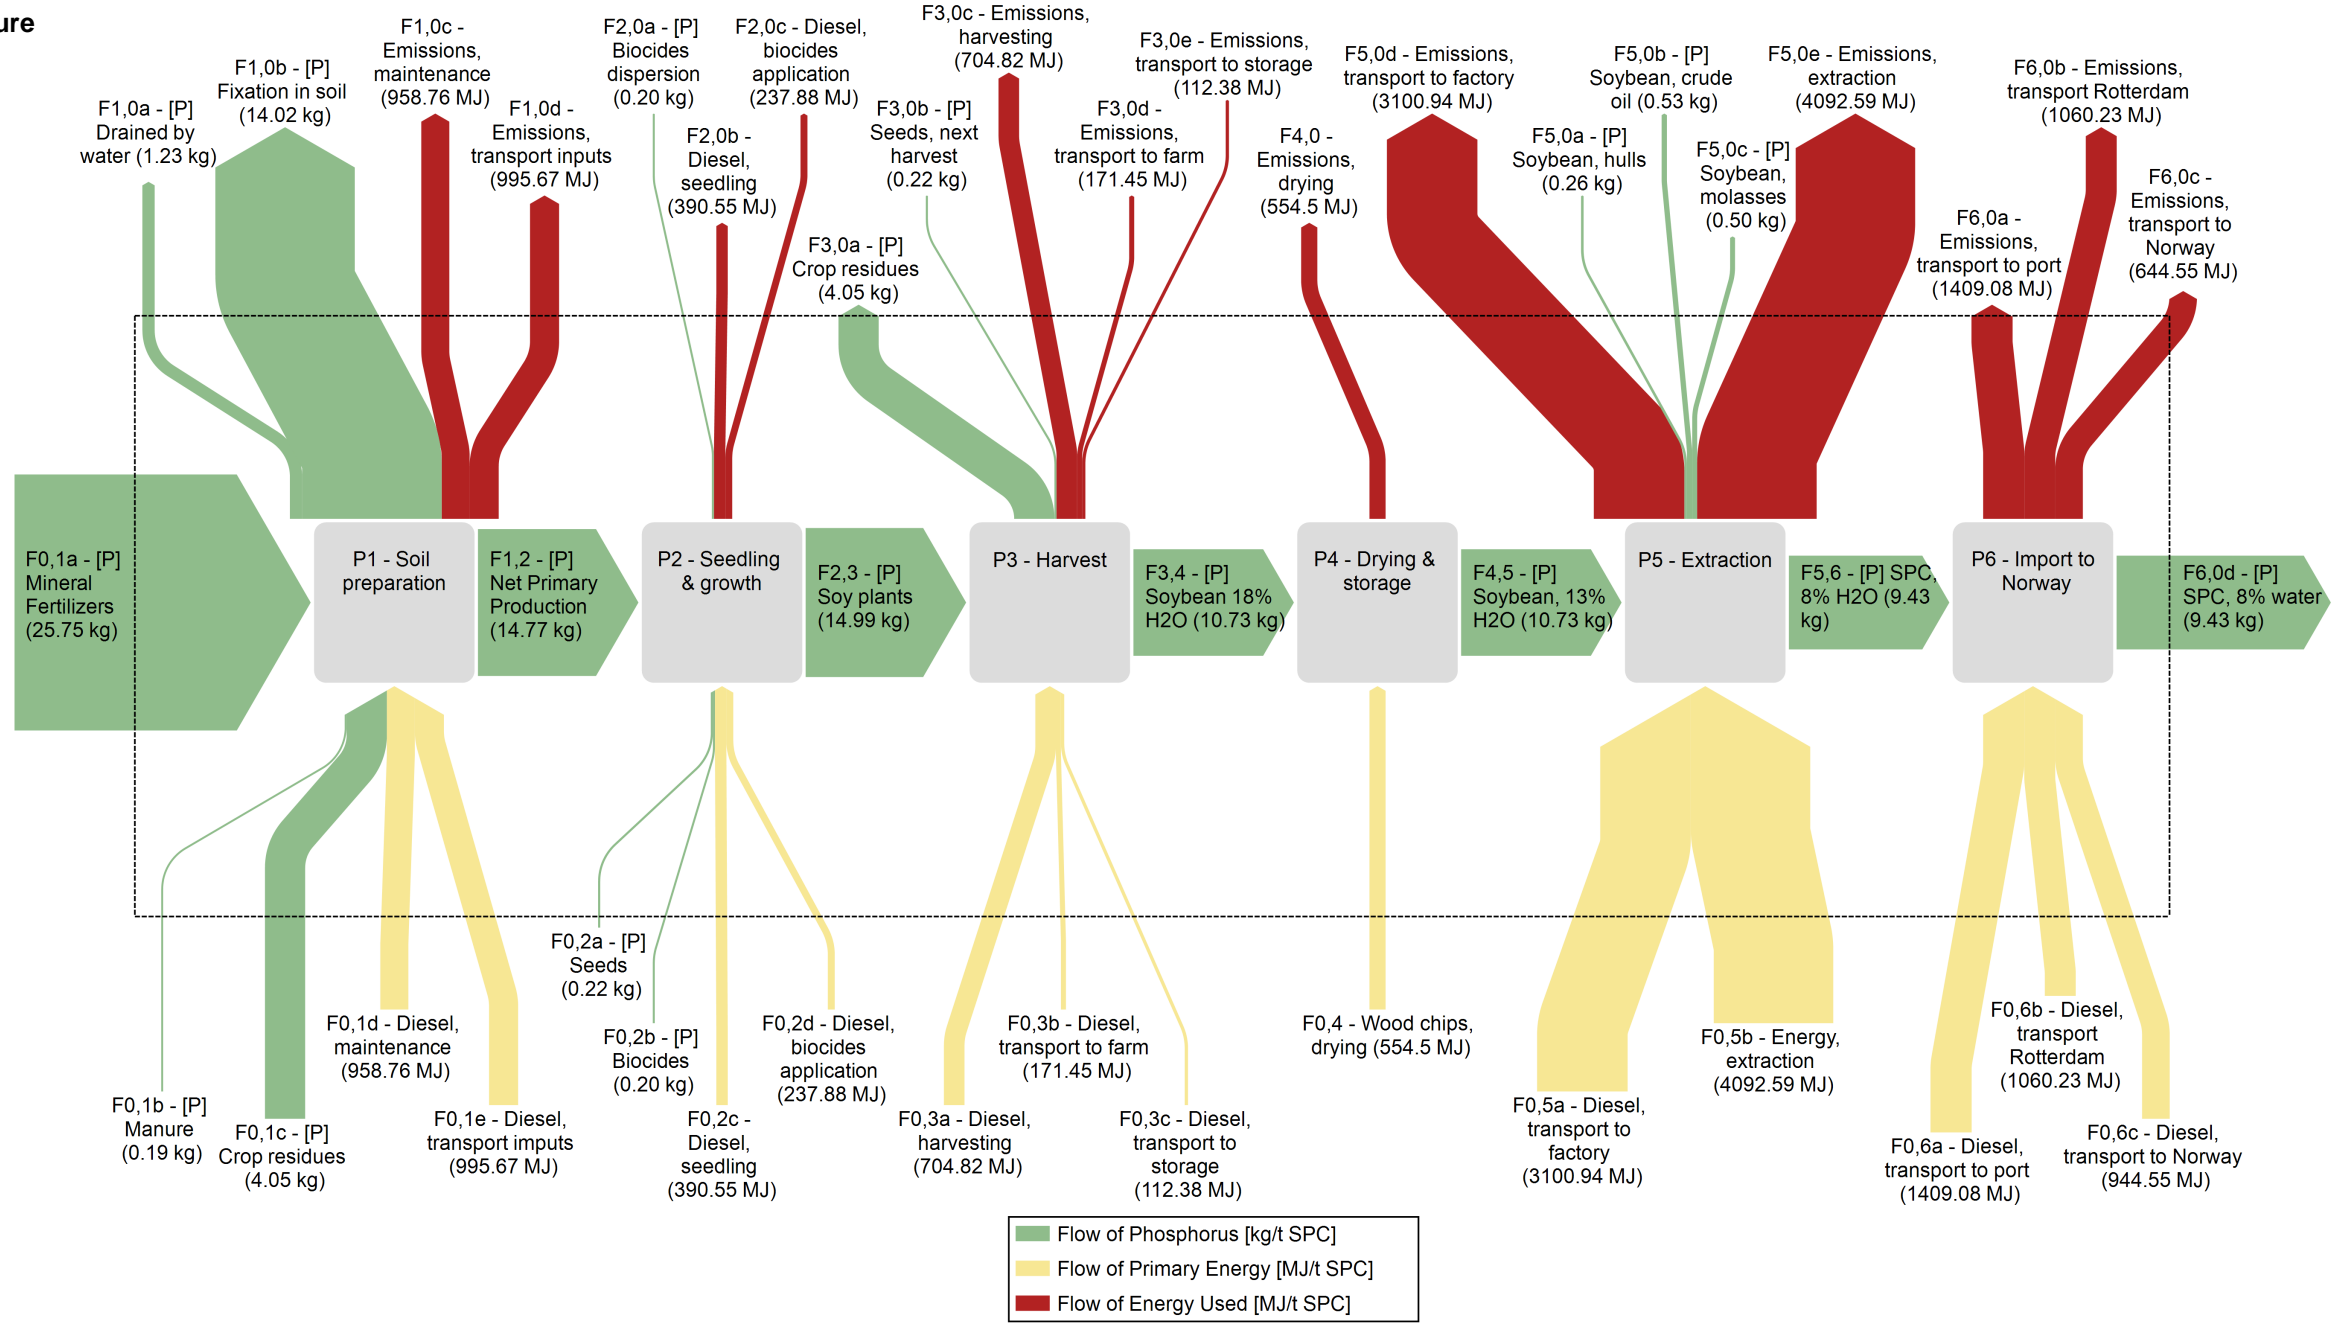 ure
F1,0a - [P]
Drained by
water (1.23 kg)
F1,0b - [P]
Fixation in soil
(14.02 kg)
F1,0c -
Emissions,
maintenance
(958.76 MJ)
F1,0d -
Emissions,
transport inputs
(995.67 MJ)
F2,0a - [P]
Biocides
dispersion
(0.20 kg)
F2,0b -
Diesel,
seedling
(390.55 MJ)
F2,0c - Diesel,
biocides
application
(237.88 MJ)
F3,0a - [P]
Crop residues
(4.05 kg)
F3,0b - [P]
Seeds, next
harvest
(0.22 kg)
F3,0c - Emissions,
harvesting
(704.82 MJ)
F3,0d -
Emissions,
transport to farm
(171.45 MJ)
F3,0e - Emissions,
transport to storage
(112.38 MJ)
F4,0 -
Emissions,
drying
(554.5 MJ)
F5,0d - Emissions,
transport to factory
(3100.94 MJ)
F5,0a - [P]
Soybean, hulls
(0.26 kg)
F5,0b - [P]
Soybean, crude
oil (0.53 kg)
F5,0c - [P]
Soybean,
molasses
(0.50 kg)
F5,0e - Emissions,
extraction
(4092.59 MJ)
F6,0a -
Emissions,
transport to port
(1409.08 MJ)
F6,0b - Emissions,
transport Rotterdam
(1060.23 MJ)
F6,0c -
Emissions,
transport to
Norway
(644.55 MJ)
F0,1a - [P]
Mineral
Fertilizers
(25.75 kg)
P1 - Soil
preparation
F1,2 - [P]
Net Primary
Production
(14.77 kg)
P2 - Seedling
& growth
F2,3 - [P]
Soy plants
(14.99 kg)
P3 - Harvest
F3,4 - [P]
Soybean 18%
H2O (10.73 kg)
P4 - Drying &
storage
F4,5 - [P]
Soybean, 13%
H2O (10.73 kg)
P5 - Extraction
F5,6 - [P] SPC,
8% H2O (9.43
kg)
P6 - Import to
Norway
F6,0d - [P]
SPC, 8% water
(9.43 kg)
F0,1b - [P]
Manure
(0.19 kg)
F0,1c - [P]
Crop residues
(4.05 kg)
F0,1d - Diesel,
maintenance
(958.76 MJ)
F0,1e - Diesel,
transport imputs
(995.67 MJ)
F0,2a - [P]
Seeds
(0.22 kg)
F0,2b - [P]
Biocides
(0.20 kg)
F0,2c -
Diesel,
seedling
(390.55 MJ)
F0,2d - Diesel,
biocides
application
(237.88 MJ)
F0,3a - Diesel,
harvesting
(704.82 MJ)
F0,3b - Diesel,
transport to farm
(171.45 MJ)
F0,3c - Diesel,
transport to
storage
(112.38 MJ)
F0,4 - Wood chips,
drying (554.5 MJ)
F0,5a - Diesel,
transport to
factory
(3100.94 MJ)
F0,5b - Energy,
extraction
(4092.59 MJ)
F0,6a - Diesel,
transport to port
(1409.08 MJ)
F0,6b - Diesel,
transport
Rotterdam
(1060.23 MJ)
F0,6c - Diesel,
transport to Norway
(944.55 MJ)
Flow of Phosphorus [kg/t SPC]
Flow of Primary Energy [MJ/t SPC]
Flow of Energy Used [MJ/t SPC]